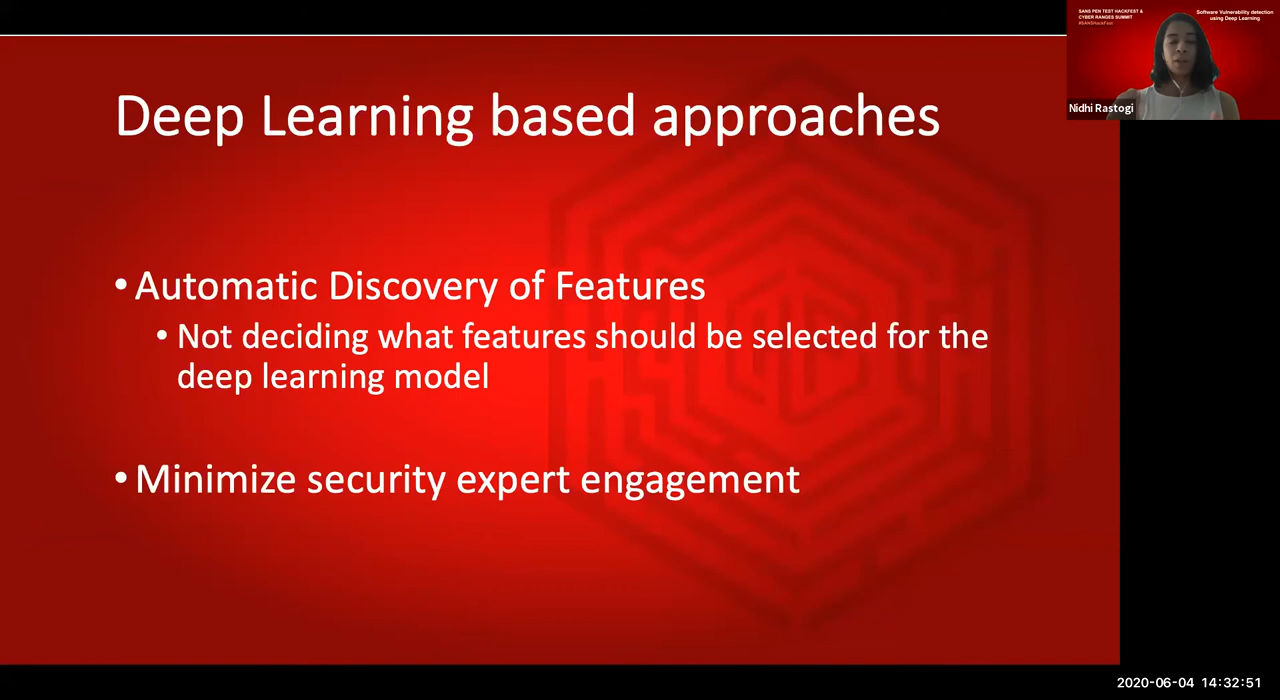 SANS PEN TEST HACKFEST &
CYBER RANGES SUMMIT
#SANSHackFest
Software Vulnerability detection
using Deep Learning
Nidhi Rastogi
Deep Learning based approaches
• Automatic Discovery of Features
• Not deciding what features should be selected for the
deep learning model
• Minimize security expert engagement
2020-06-04 14:32:51